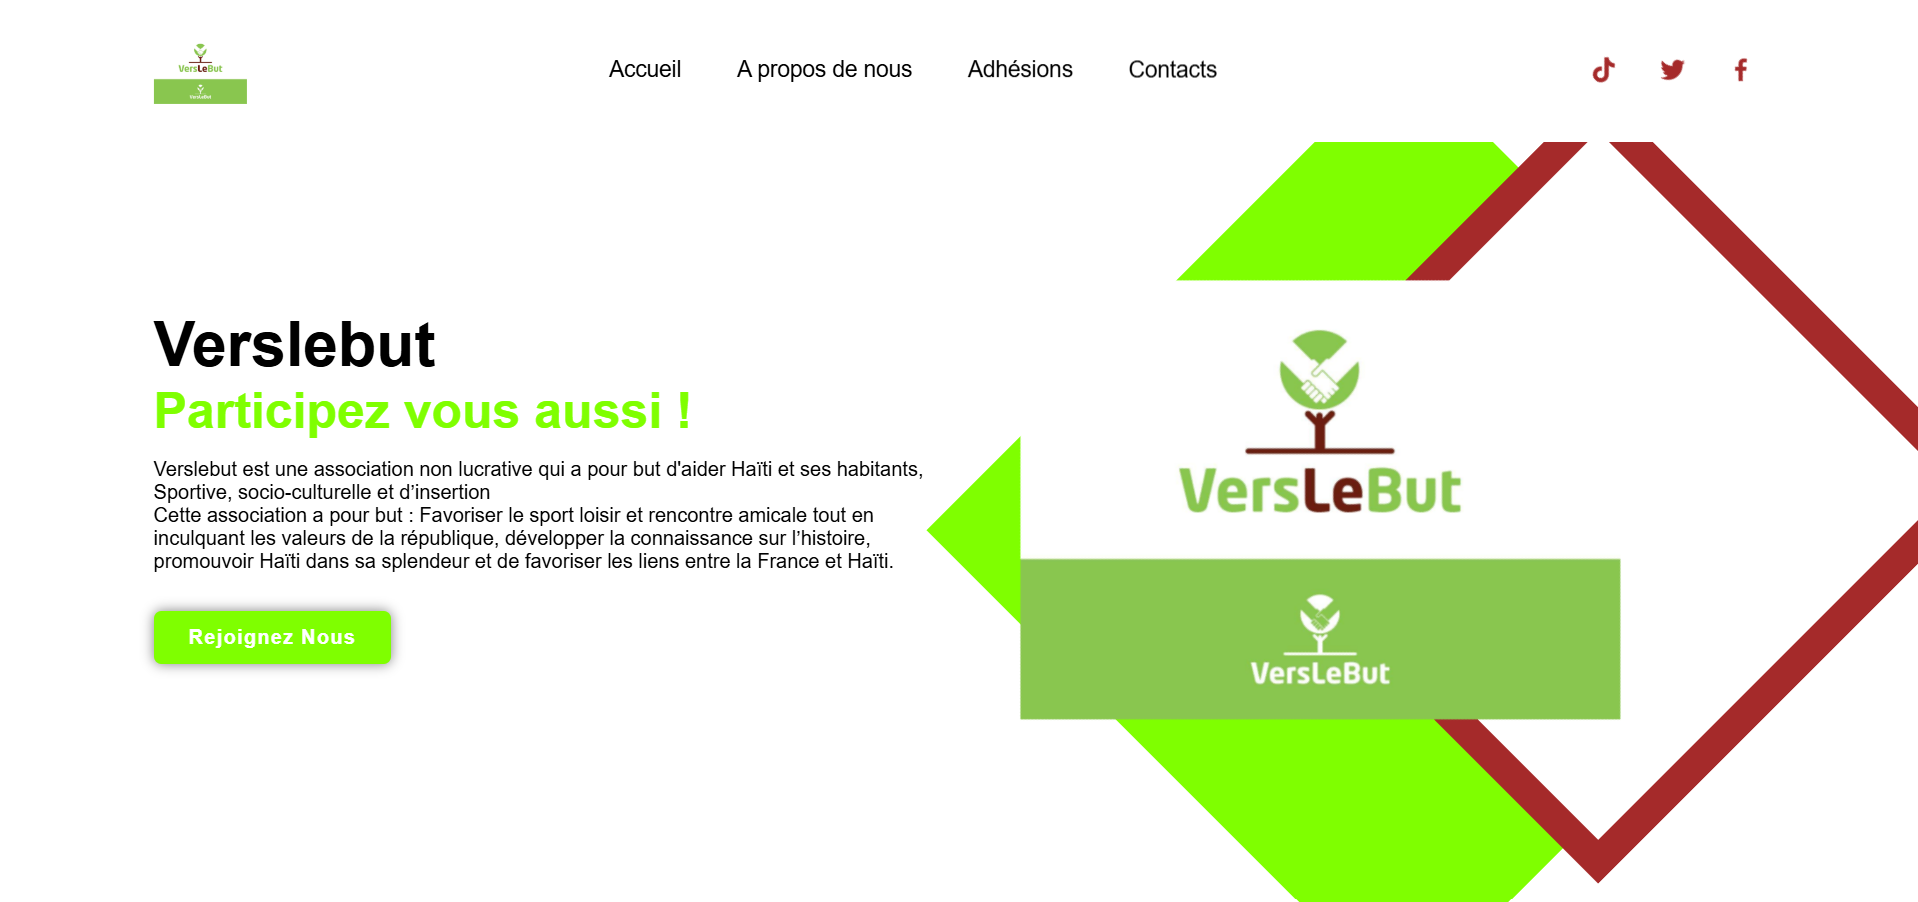 VersLeBut
VersLeBut
Accueil
A propos de nous
Adhésions
Contacts
Verslebut
Participez vous aussi !
Verslebut est une association non lucrative qui a pour but d'aider Haïti et ses habitants,
Sportive, socio-culturelle et d’insertion
Cette association a pour but : Favoriser le sport loisir et rencontre amicale tout en
inculquant les valeurs de la république, développer la connaissance sur l’histoire,
promouvoir Haïti dans sa splendeur et de favoriser les liens entre la France et Haïti.
Rejoignez Nous
VersLeBut
VersLeBut